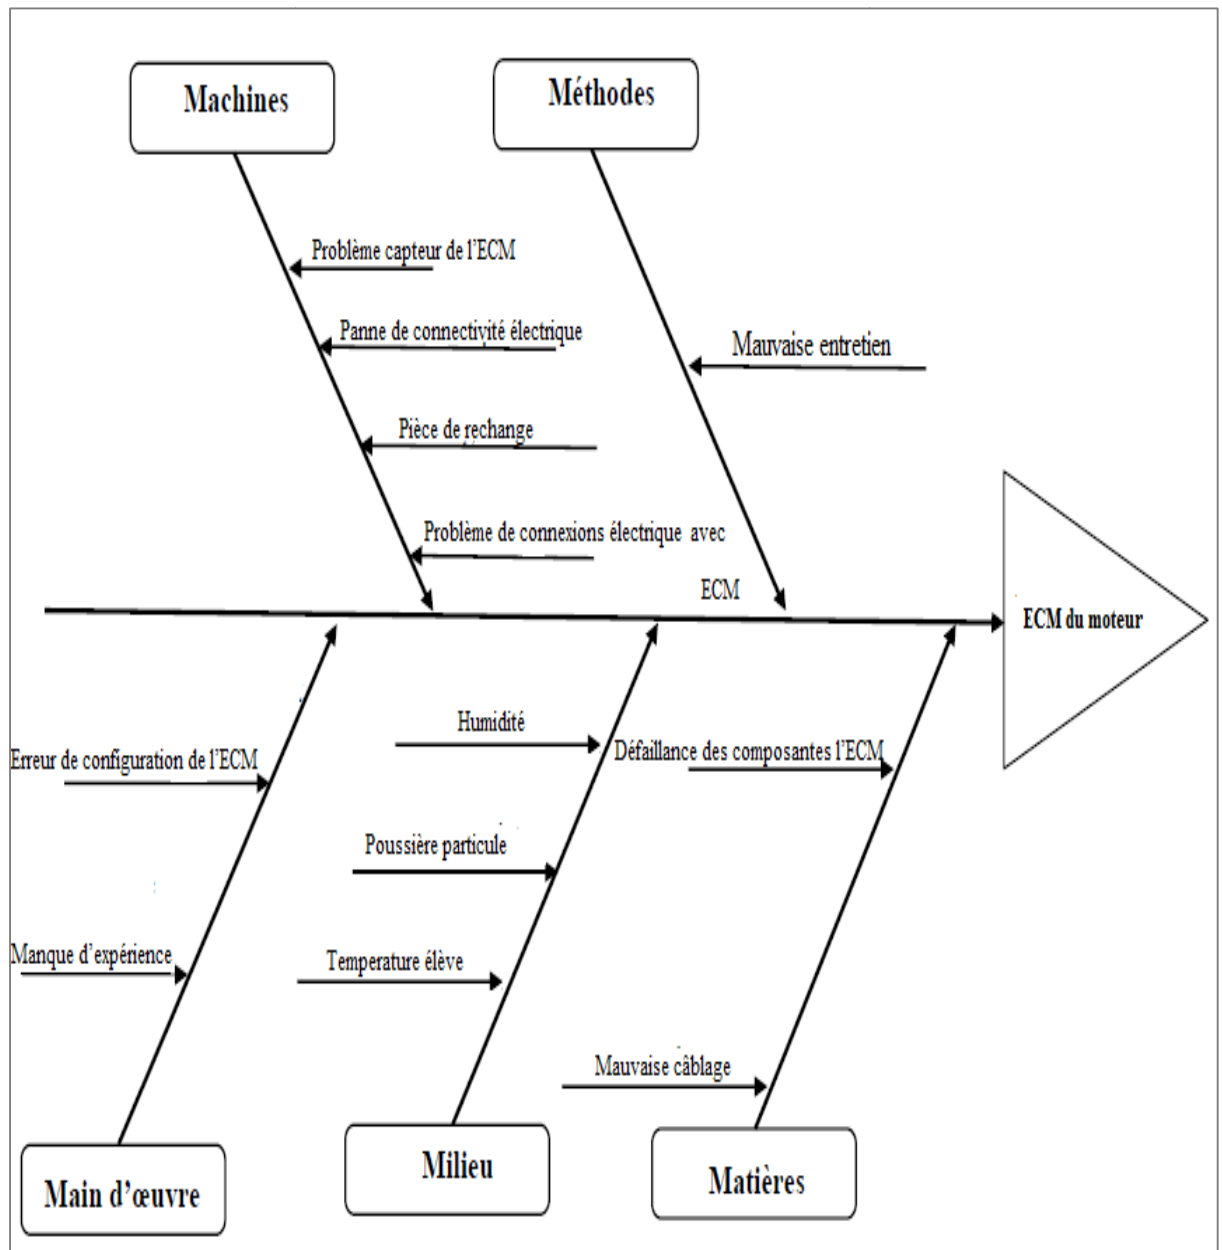 Machines
Méthodes
Problème capteur de l’ECM
Panne de connectivité électrique
Mauvaise entretien
Pièce de rechange
Problème de connexions électrique avec
ECM
ECM du moteur
Humidité
Erreur de configuration de l’ECM
Défaillance des composantes l’ECM
Poussière particule
Manque d’expérience
Temperature élève
Mauvaise câblage
Main d’œuvre
Milieu
Matières